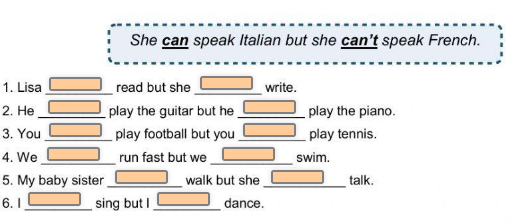 She can speak Italian but she can't speak French.
1. Lisa ________ read but she ________ write.
2. He ________ play the guitar but he ________ play the piano.
3. You ________ play football but you ________ play tennis.
4. We ________ run fast but we ________ swim.
5. My baby sister ________ walk but she ________ talk.
6. I ________ sing but I ________ dance.